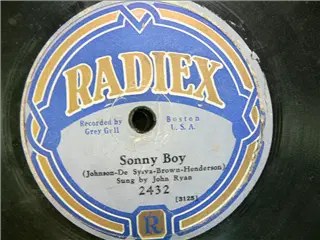 RADIEX
Recorded by Boston
Grey Gull U.S.A.
Sonny Boy
(Johnson-De Sylva-Brown-Henderson)
Sung by John Ryan
2432
[3125]
R